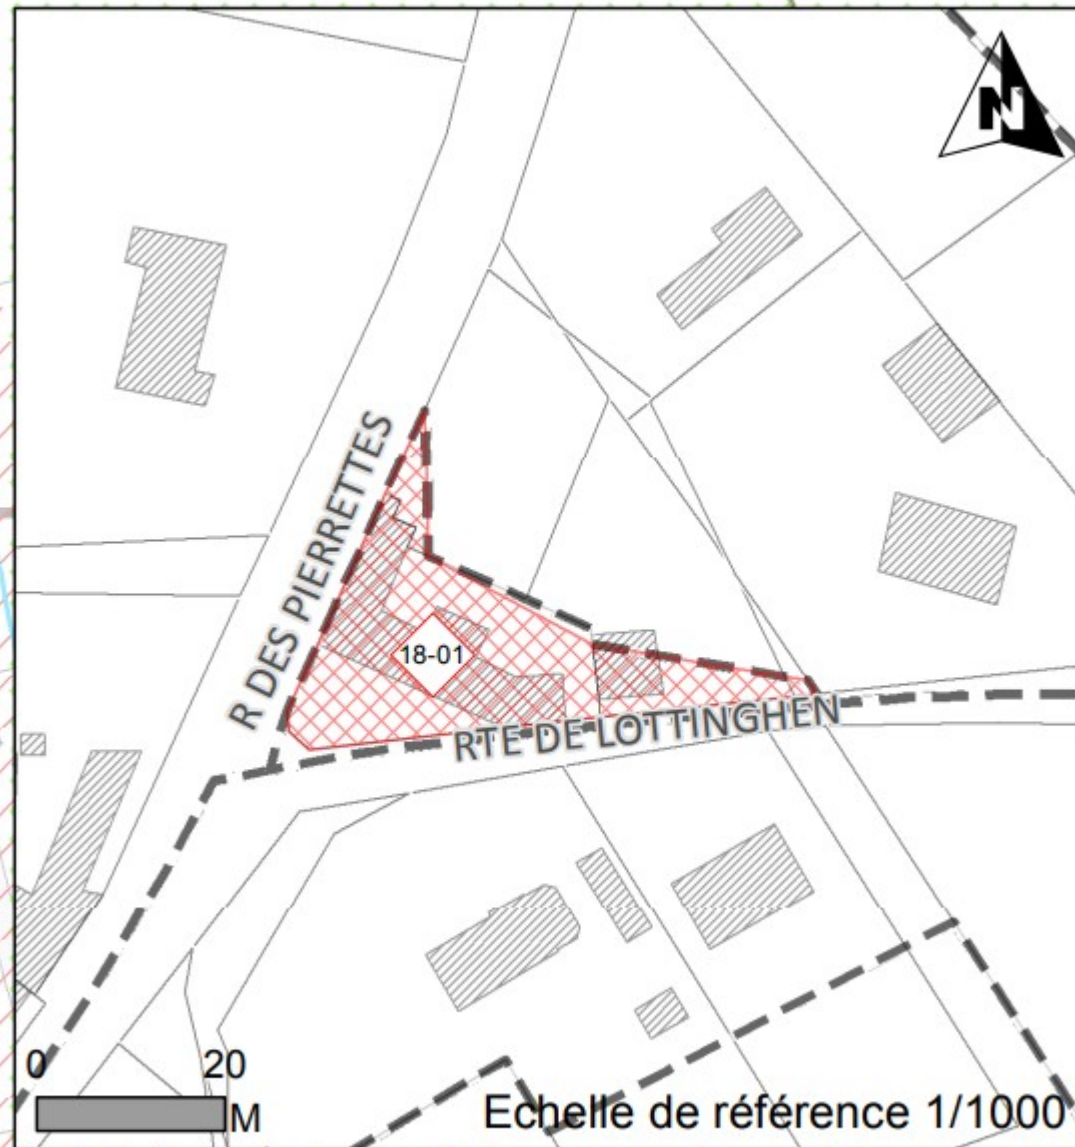 N
R DES PIERRETTES
18-01
RTE DE LOTTINGHEN
0 20
M
Echelle de référence 1/1000